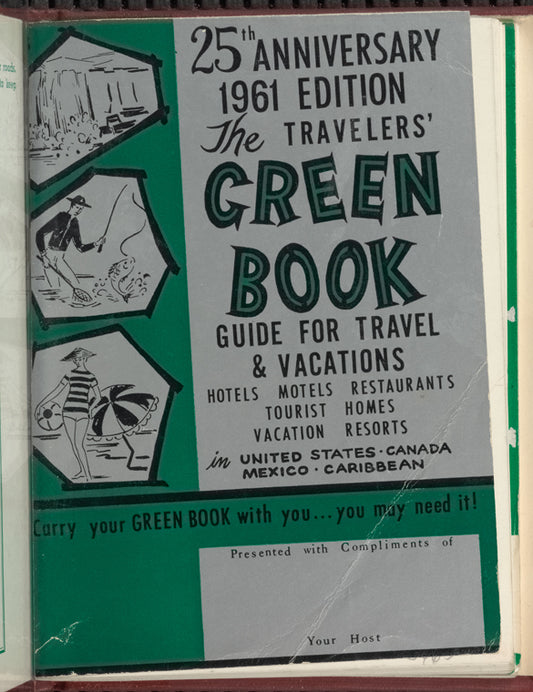 25th ANNIVERSARY
1961 EDITION
The TRAVELERS'
GREEN
BOOK
GUIDE FOR TRAVEL
& VACATIONS
HOTELS MOTELS RESTAURANTS
TOURIST HOMES
VACATION RESORTS
in UNITED STATES · CANADA
MEXICO · CARIBBEAN
Carry your GREEN BOOK with you... you may need it!
Presented with Compliments of
Your Host